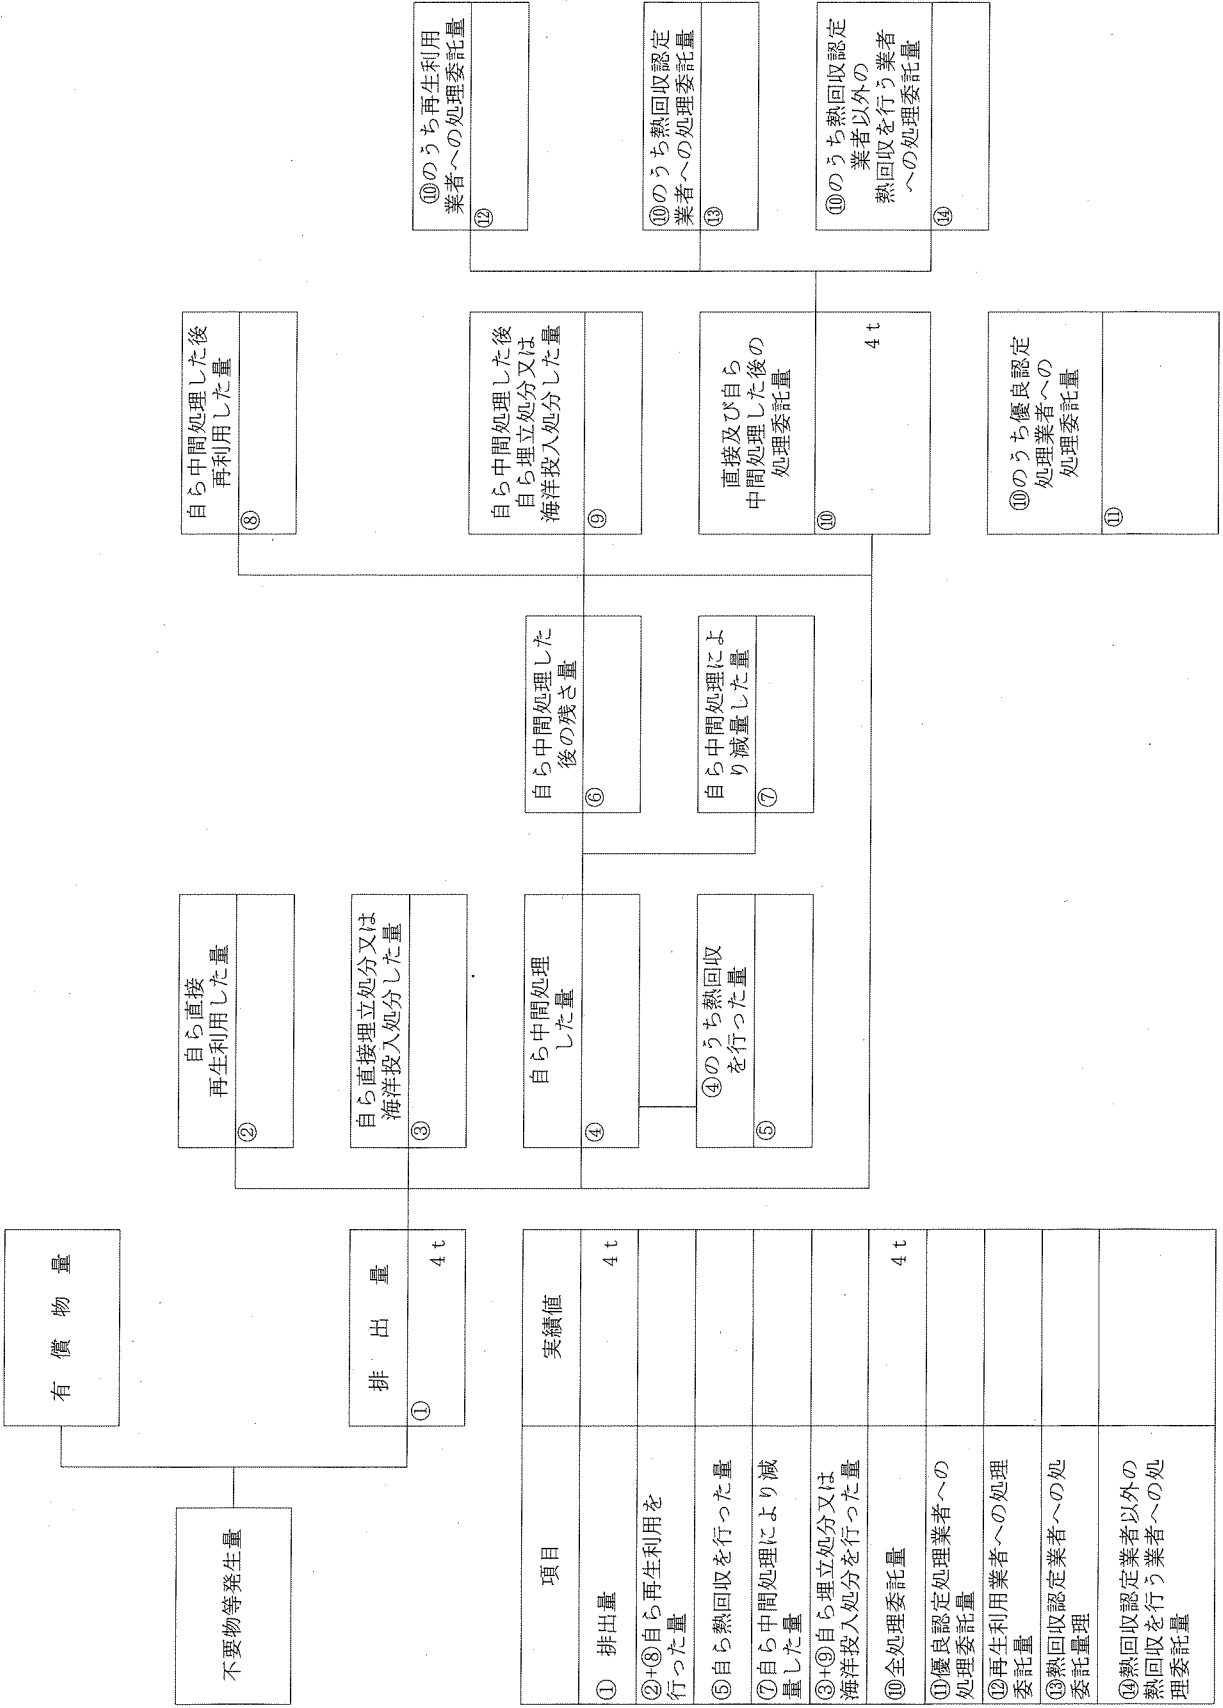 不要物等発生量
有償物量
排出量
①
4t
自ら直接
再生利用した量
②
自ら直接埋立処分又は
海洋投入処分した量
③
自ら中間処理
した量
④
④のうち熱回収
を行った量
⑤
自ら中間処理した
後の残さ量
⑥
自ら中間処理によ
り減量した量
⑦
自ら中間処理した後
再利用した量
⑧
自ら中間処理した後
自ら埋立処分又は
海洋投入処分した量
⑨
直接及び自ら
中間処理した後の
処理委託量
⑩
4t
⑩のうち優良認定
処理業者への
処理委託量
⑪
⑩のうち再生利用
業者への処理委託量
⑫
⑩のうち熱回収認定
業者への処理委託量
⑬
⑩のうち熱回収認定
業者以外の
熱回収を行う業者
への処理委託量
⑭
項目 実績値
① 排出量 4t
②+⑧自ら再生利用を
行った量
⑤自ら熱回収を行った量
⑦自ら中間処理により減
量した量
③+⑨自ら埋立処分又は
海洋投入処分を行った量
⑩全処理委託量 4t
⑪優良認定処理業者への
処理委託量
⑫再生利用業者への処理
委託量
⑬熱回収認定業者への処
委託量理
⑭熱回収認定業者以外の
熱回収を行う業者への処
理委託量